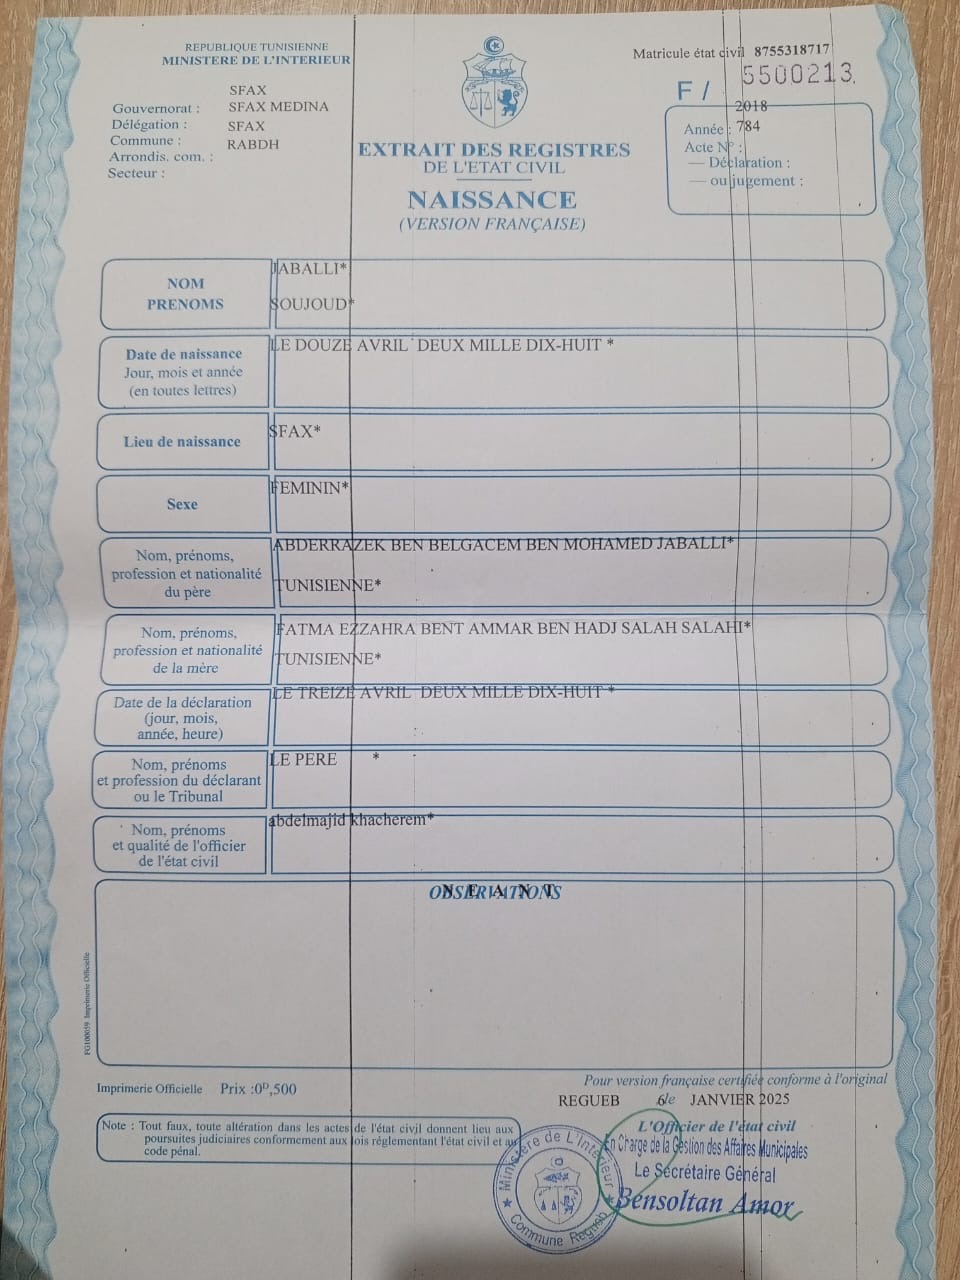 REPUBLIQUE TUNISIENNE
MINISTERE DE L'INTERIEUR
Matricule état civil 8755318717
F / 5500213.
SFAX
Gouvernorat : SFAX MEDINA
Délégation : SFAX
Commune : RABDH
Arrondis. com. :
Secteur :
EXTRAIT DES REGISTRES
DE L'ETAT CIVIL
NAISSANCE
(VERSION FRANÇAISE)
2018
Année : 784
Acte N° :
— Déclaration :
— ou jugement :
NOM JABALLI*
PRENOMS SOUJOUD*
Date de naissance LE DOUZE AVRIL DEUX MILLE DIX-HUIT *
Jour, mois et année
(en toutes lettres)
Lieu de naissance SFAX*
Sexe FEMININ*
Nom, prénoms, ABDERRAZEK BEN BELGACEM BEN MOHAMED JABALLI*
profession et nationalité TUNISIENNE*
du père
Nom, prénoms, FATMA EZZAHRA BENT AMMAR BEN HADJ SALAH SALAHI*
profession et nationalité TUNISIENNE*
de la mère
Date de la déclaration LE TREIZE AVRIL DEUX MILLE DIX-HUIT *
(jour, mois,
année, heure)
Nom, prénoms LE PERE *
et profession du déclarant
ou le Tribunal
Nom, prénoms abdelmajid khacherem*
et qualité de l'officier
de l'état civil
OBSERVATIONS
N E A N T
FG100059 Imprimerie Officielle
Imprimerie Officielle Prix :0ᴰ,500
Pour version française certifiée conforme à l'original
REGUEB 6 le JANVIER 2025
Note : Tout faux, toute altération dans les actes de l'état civil donnent lieu aux
poursuites judiciaires conformement aux lois réglementant l'état civil et au
code pénal.
L'Officier de l'état civil
En Charge de la Gestion des Affaires Municipales
Le Secrétaire Général
Bensoltan Amor
Ministère de L'Intérieur
Commune Regueb